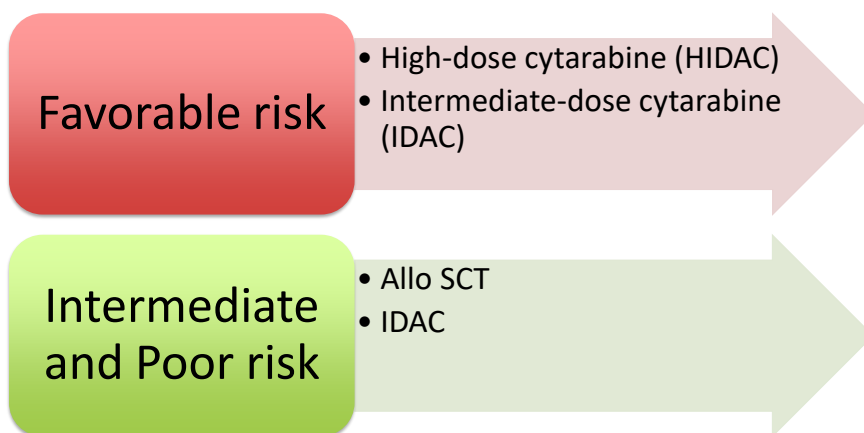 Favorable risk
• High-dose cytarabine (HIDAC)
• Intermediate-dose cytarabine
(IDAC)
Intermediate
and Poor risk
• Allo SCT
• IDAC